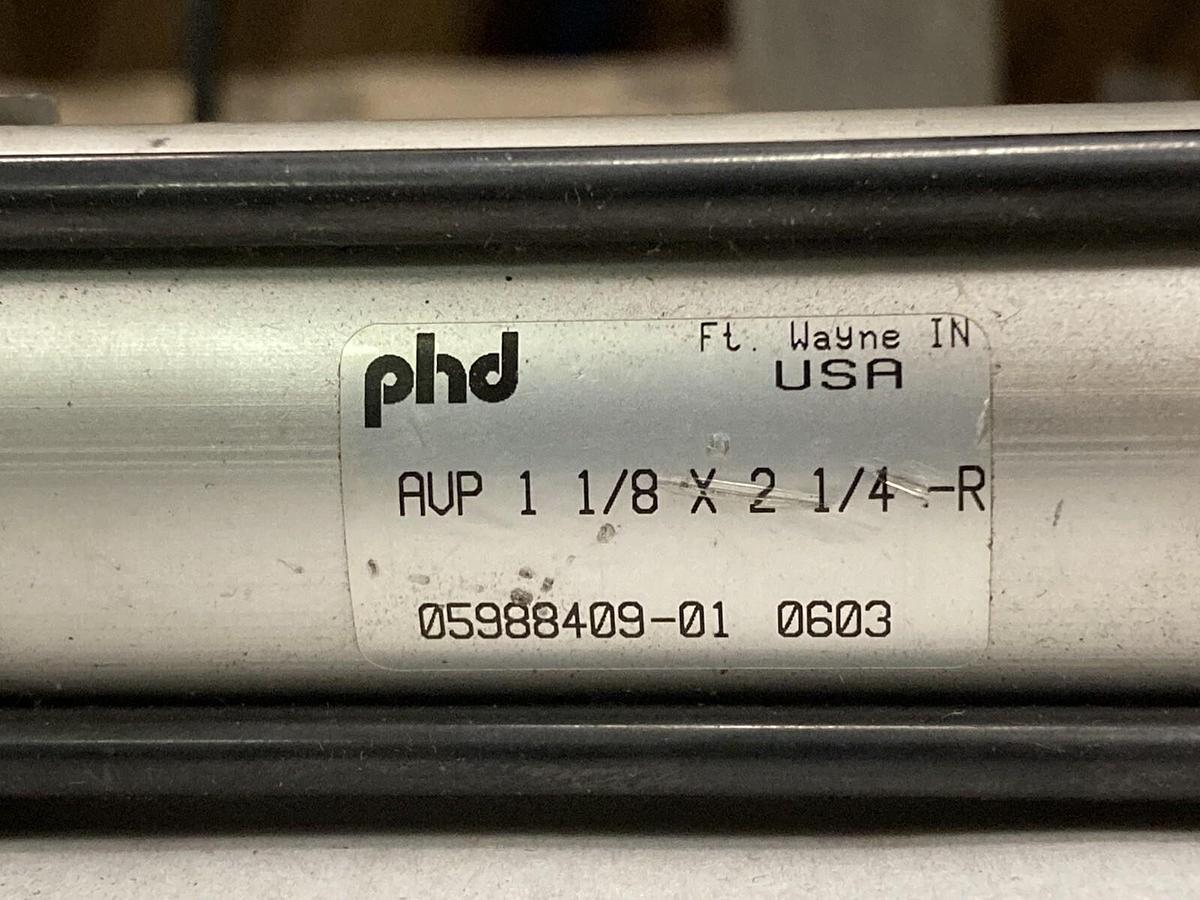 phd
Ft. Wayne IN
USA
AVP 1 1/8 X 2 1/4 -R
05988409-01 0603